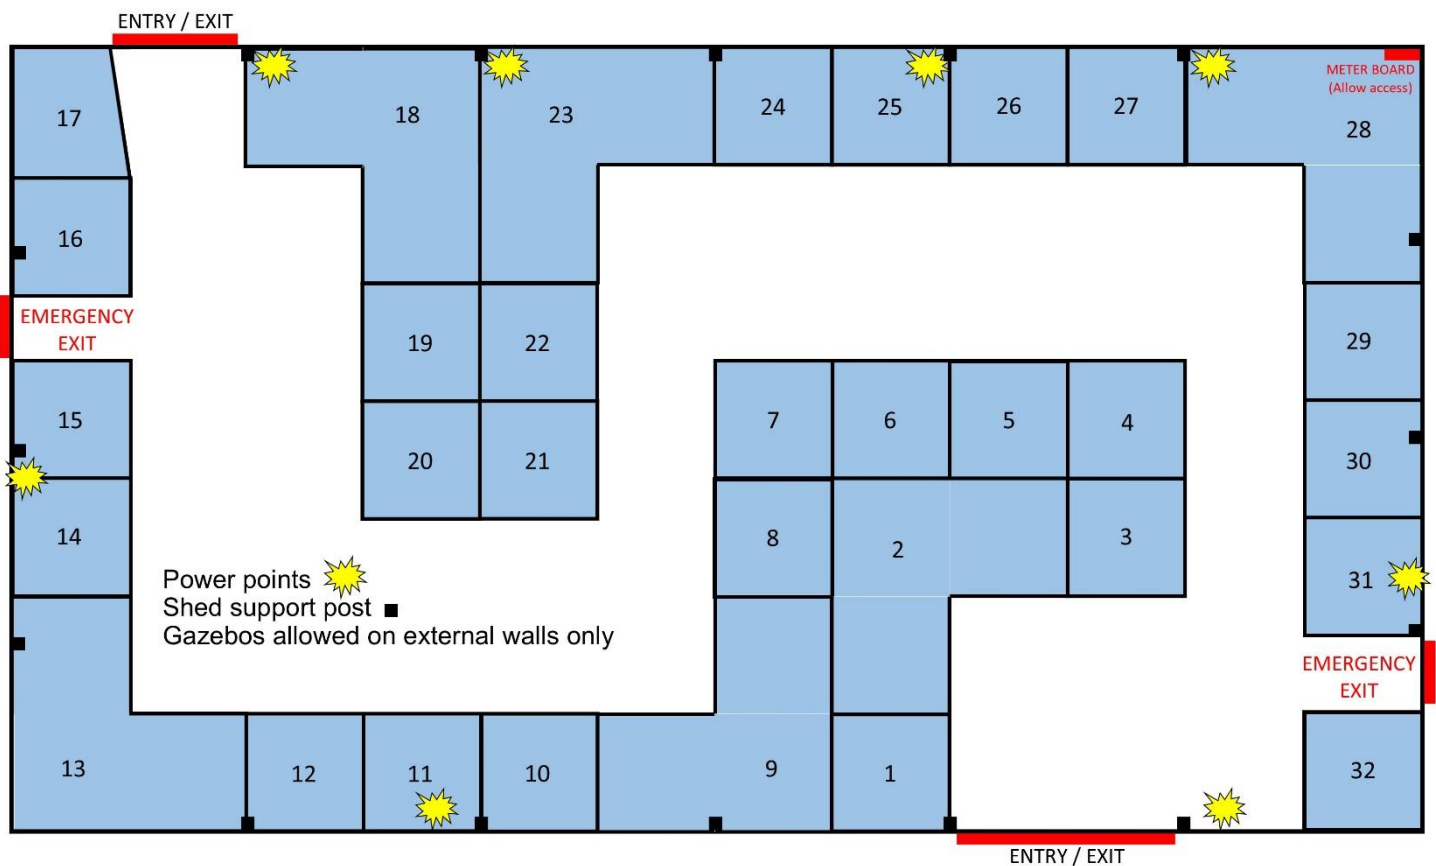 ENTRY / EXIT
17
18
23
24
25
26
27
METER BOARD
(Allow access)
28
16
EMERGENCY
EXIT
19
22
29
15
7
6
5
4
20
21
30
14
8
2
3
31
Power points
Shed support post
Gazebos allowed on external walls only
EMERGENCY
EXIT
13
12
11
10
9
1
32
ENTRY / EXIT